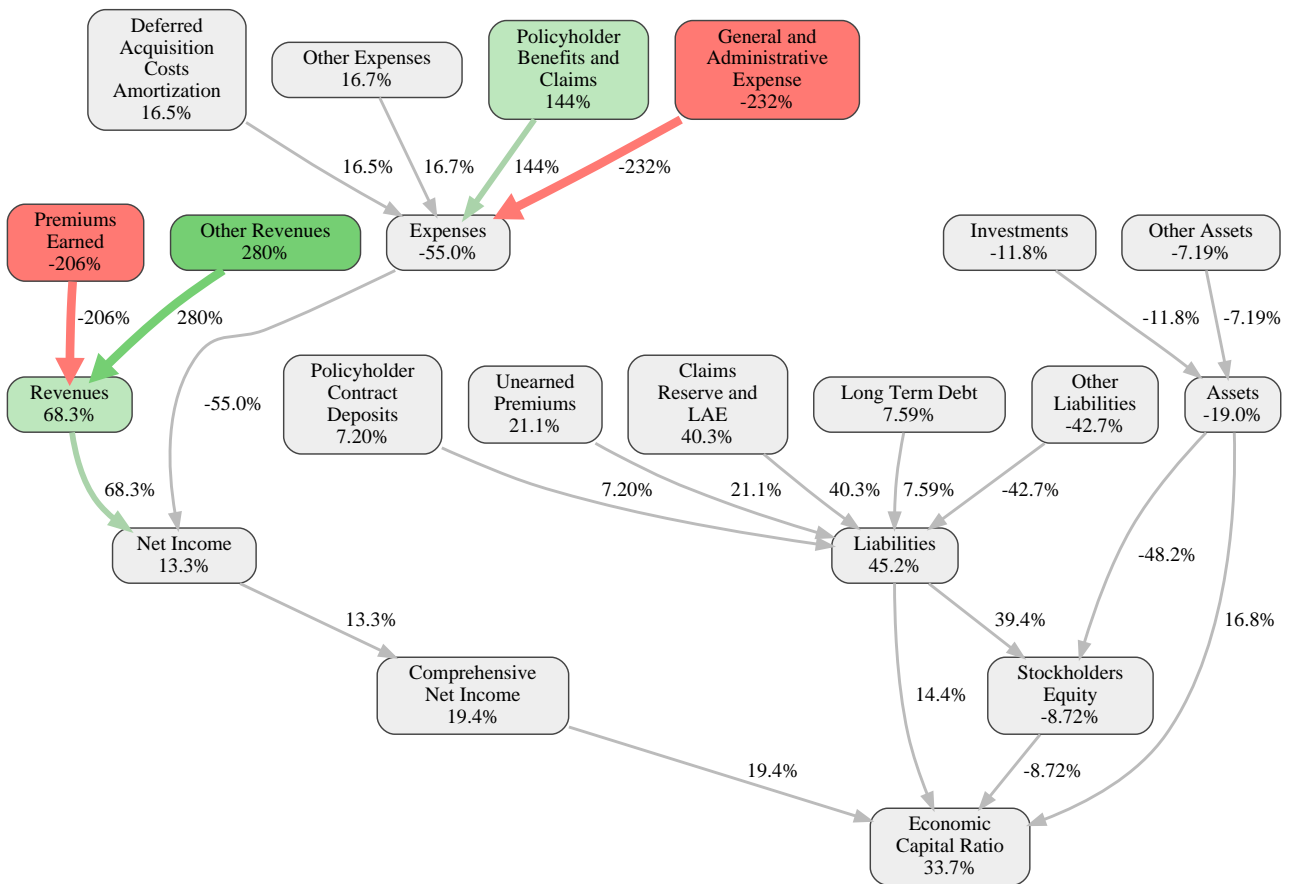 Deferred
Acquisition
Costs
Amortization
16.5%
Other Expenses
16.7%
Policyholder
Benefits and
Claims
144%
General and
Administrative
Expense
-232%
16.5%
16.7%
144%
-232%
Premiums
Earned
-206%
Other Revenues
280%
Expenses
-55.0%
Investments
-11.8%
Other Assets
-7.19%
-206%
280%
-11.8%
-7.19%
Revenues
68.3%
-55.0%
Policyholder
Contract
Deposits
7.20%
Unearned
Premiums
21.1%
Claims
Reserve and
LAE
40.3%
Long Term Debt
7.59%
Other
Liabilities
-42.7%
Assets
-19.0%
68.3%
7.20%
21.1%
40.3%
7.59%
-42.7%
Net Income
13.3%
Liabilities
45.2%
-48.2%
13.3%
39.4%
16.8%
Comprehensive
Net Income
19.4%
14.4%
Stockholders
Equity
-8.72%
19.4%
-8.72%
Economic
Capital Ratio
33.7%